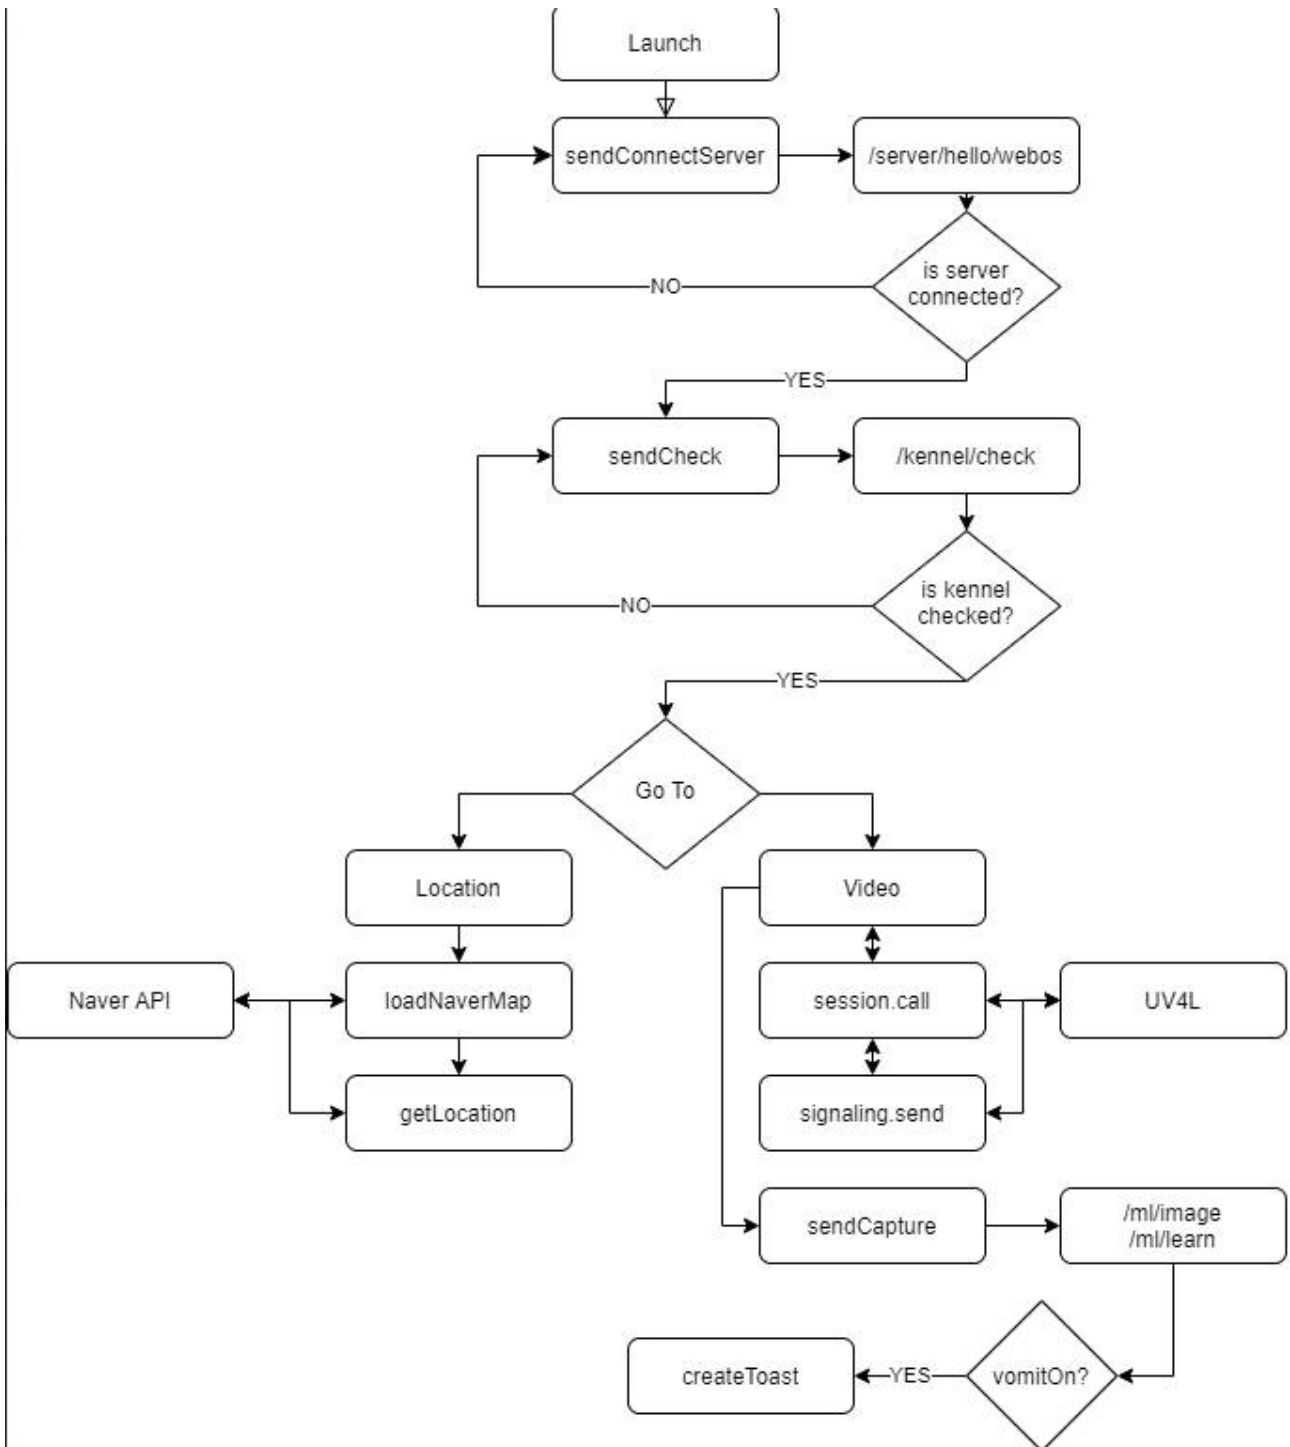 Launch
sendConnectServer
/server/hello/webos
is server
connected?
NO
YES
sendCheck
/kennel/check
is kennel
checked?
NO
YES
Go To
Location
Video
Naver API
loadNaverMap
session.call
UV4L
getLocation
signaling.send
sendCapture
/ml/image
/ml/learn
createToast
YES
vomitOn?